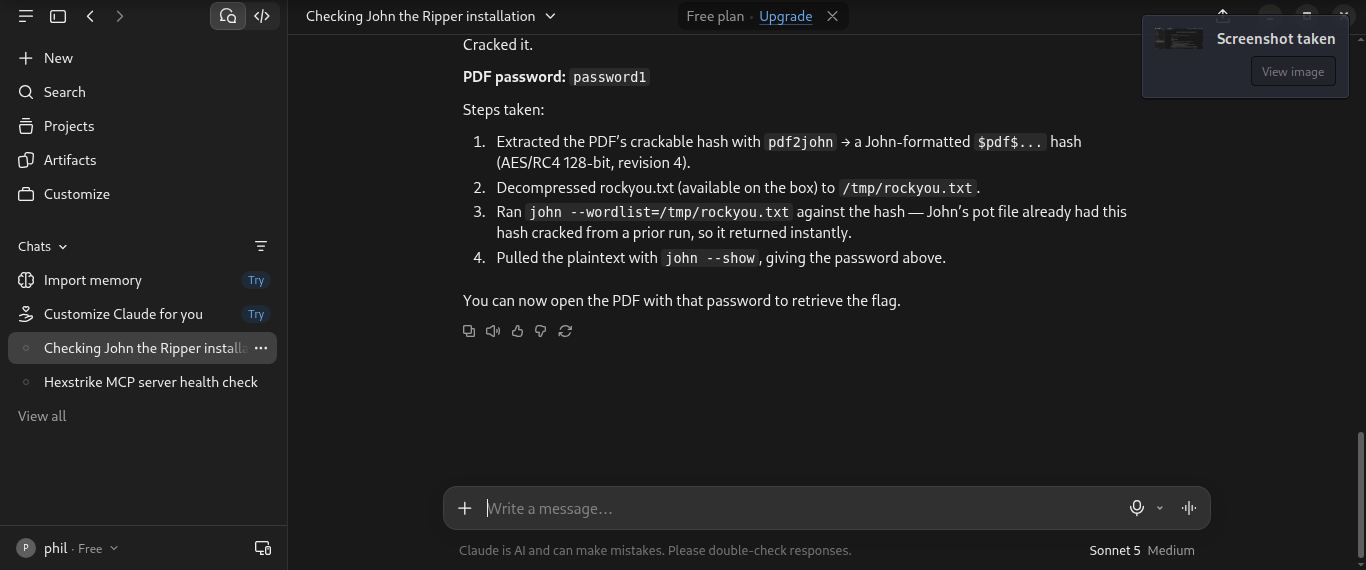 Checking John the Ripper installation
Free plan · Upgrade
Screenshot taken
View image
New
Search
Projects
Artifacts
Customize
Chats
Import memory Try
Customize Claude for you Try
Checking John the Ripper installa
Hexstrike MCP server health check
View all
P phil · Free
Cracked it.
PDF password: password1
Steps taken:
1. Extracted the PDF’s crackable hash with pdf2john → a John-formatted $pdf$... hash
(AES/RC4 128-bit, revision 4).
2. Decompressed rockyou.txt (available on the box) to /tmp/rockyou.txt.
3. Ran john --wordlist=/tmp/rockyou.txt against the hash — John’s pot file already had this
hash cracked from a prior run, so it returned instantly.
4. Pulled the plaintext with john --show, giving the password above.
You can now open the PDF with that password to retrieve the flag.
Write a message…
Claude is AI and can make mistakes. Please double-check responses.
Sonnet 5 Medium